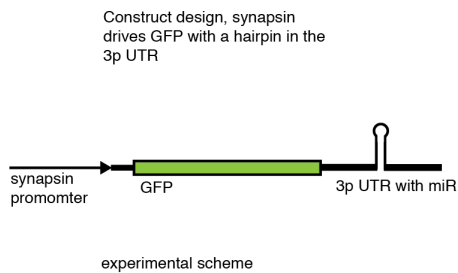 Construct design, synapsin
drives GFP with a hairpin in the
3p UTR
synapsin
promomter
GFP
3p UTR with miR
experimental scheme